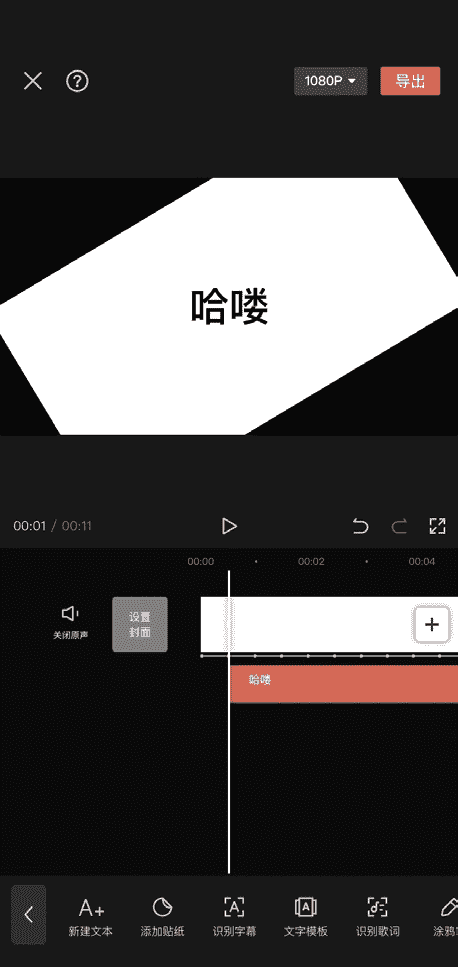 1080P
导出
哈喽
00:01 / 00:11
00:00
00:02
00:04
关闭原声
设置
封面
哈喽
新建文本
添加贴纸
识别字幕
文字模板
识别歌词
涂鸦